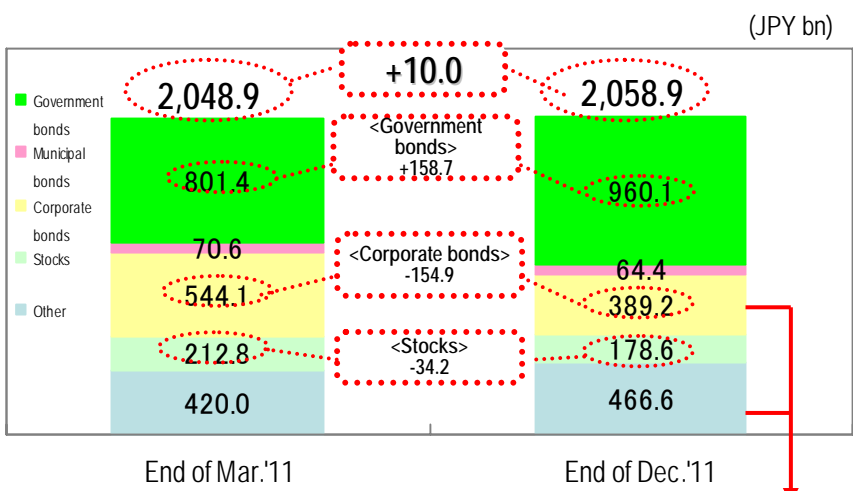 (JPY bn)
2,048.9
+10.0
2,058.9
Government
bonds
Municipal
bonds
Corporate
bonds
Stocks
Other
<Government
bonds>
+158.7
801.4
960.1
70.6
64.4
<Corporate bonds>
-154.9
544.1
389.2
<Stocks>
-34.2
212.8
178.6
420.0
466.6
End of Mar.'11
End of Dec.'11